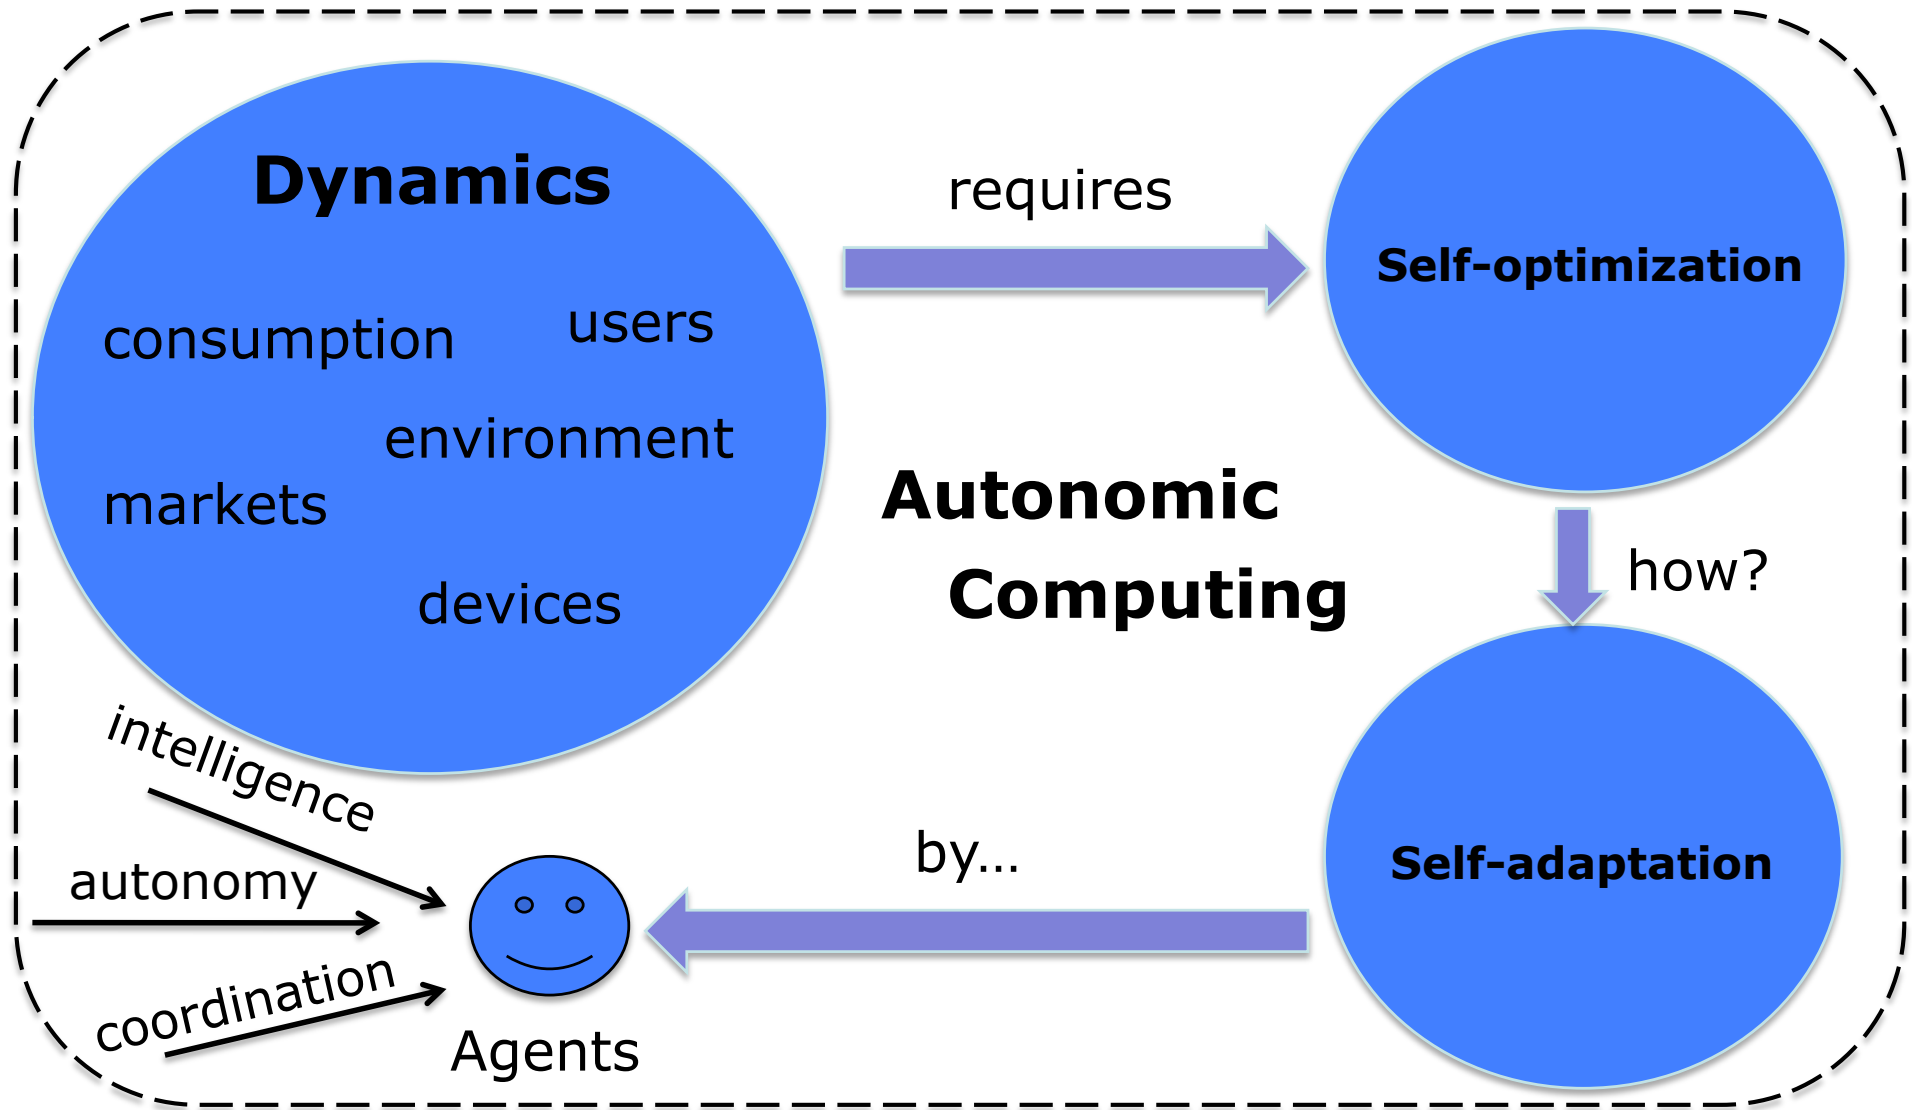 Dynamics
consumption
users
environment
markets
devices
requires
Self-optimization
how?
Autonomic
Computing
Self-adaptation
by...
intelligence
autonomy
coordination
Agents